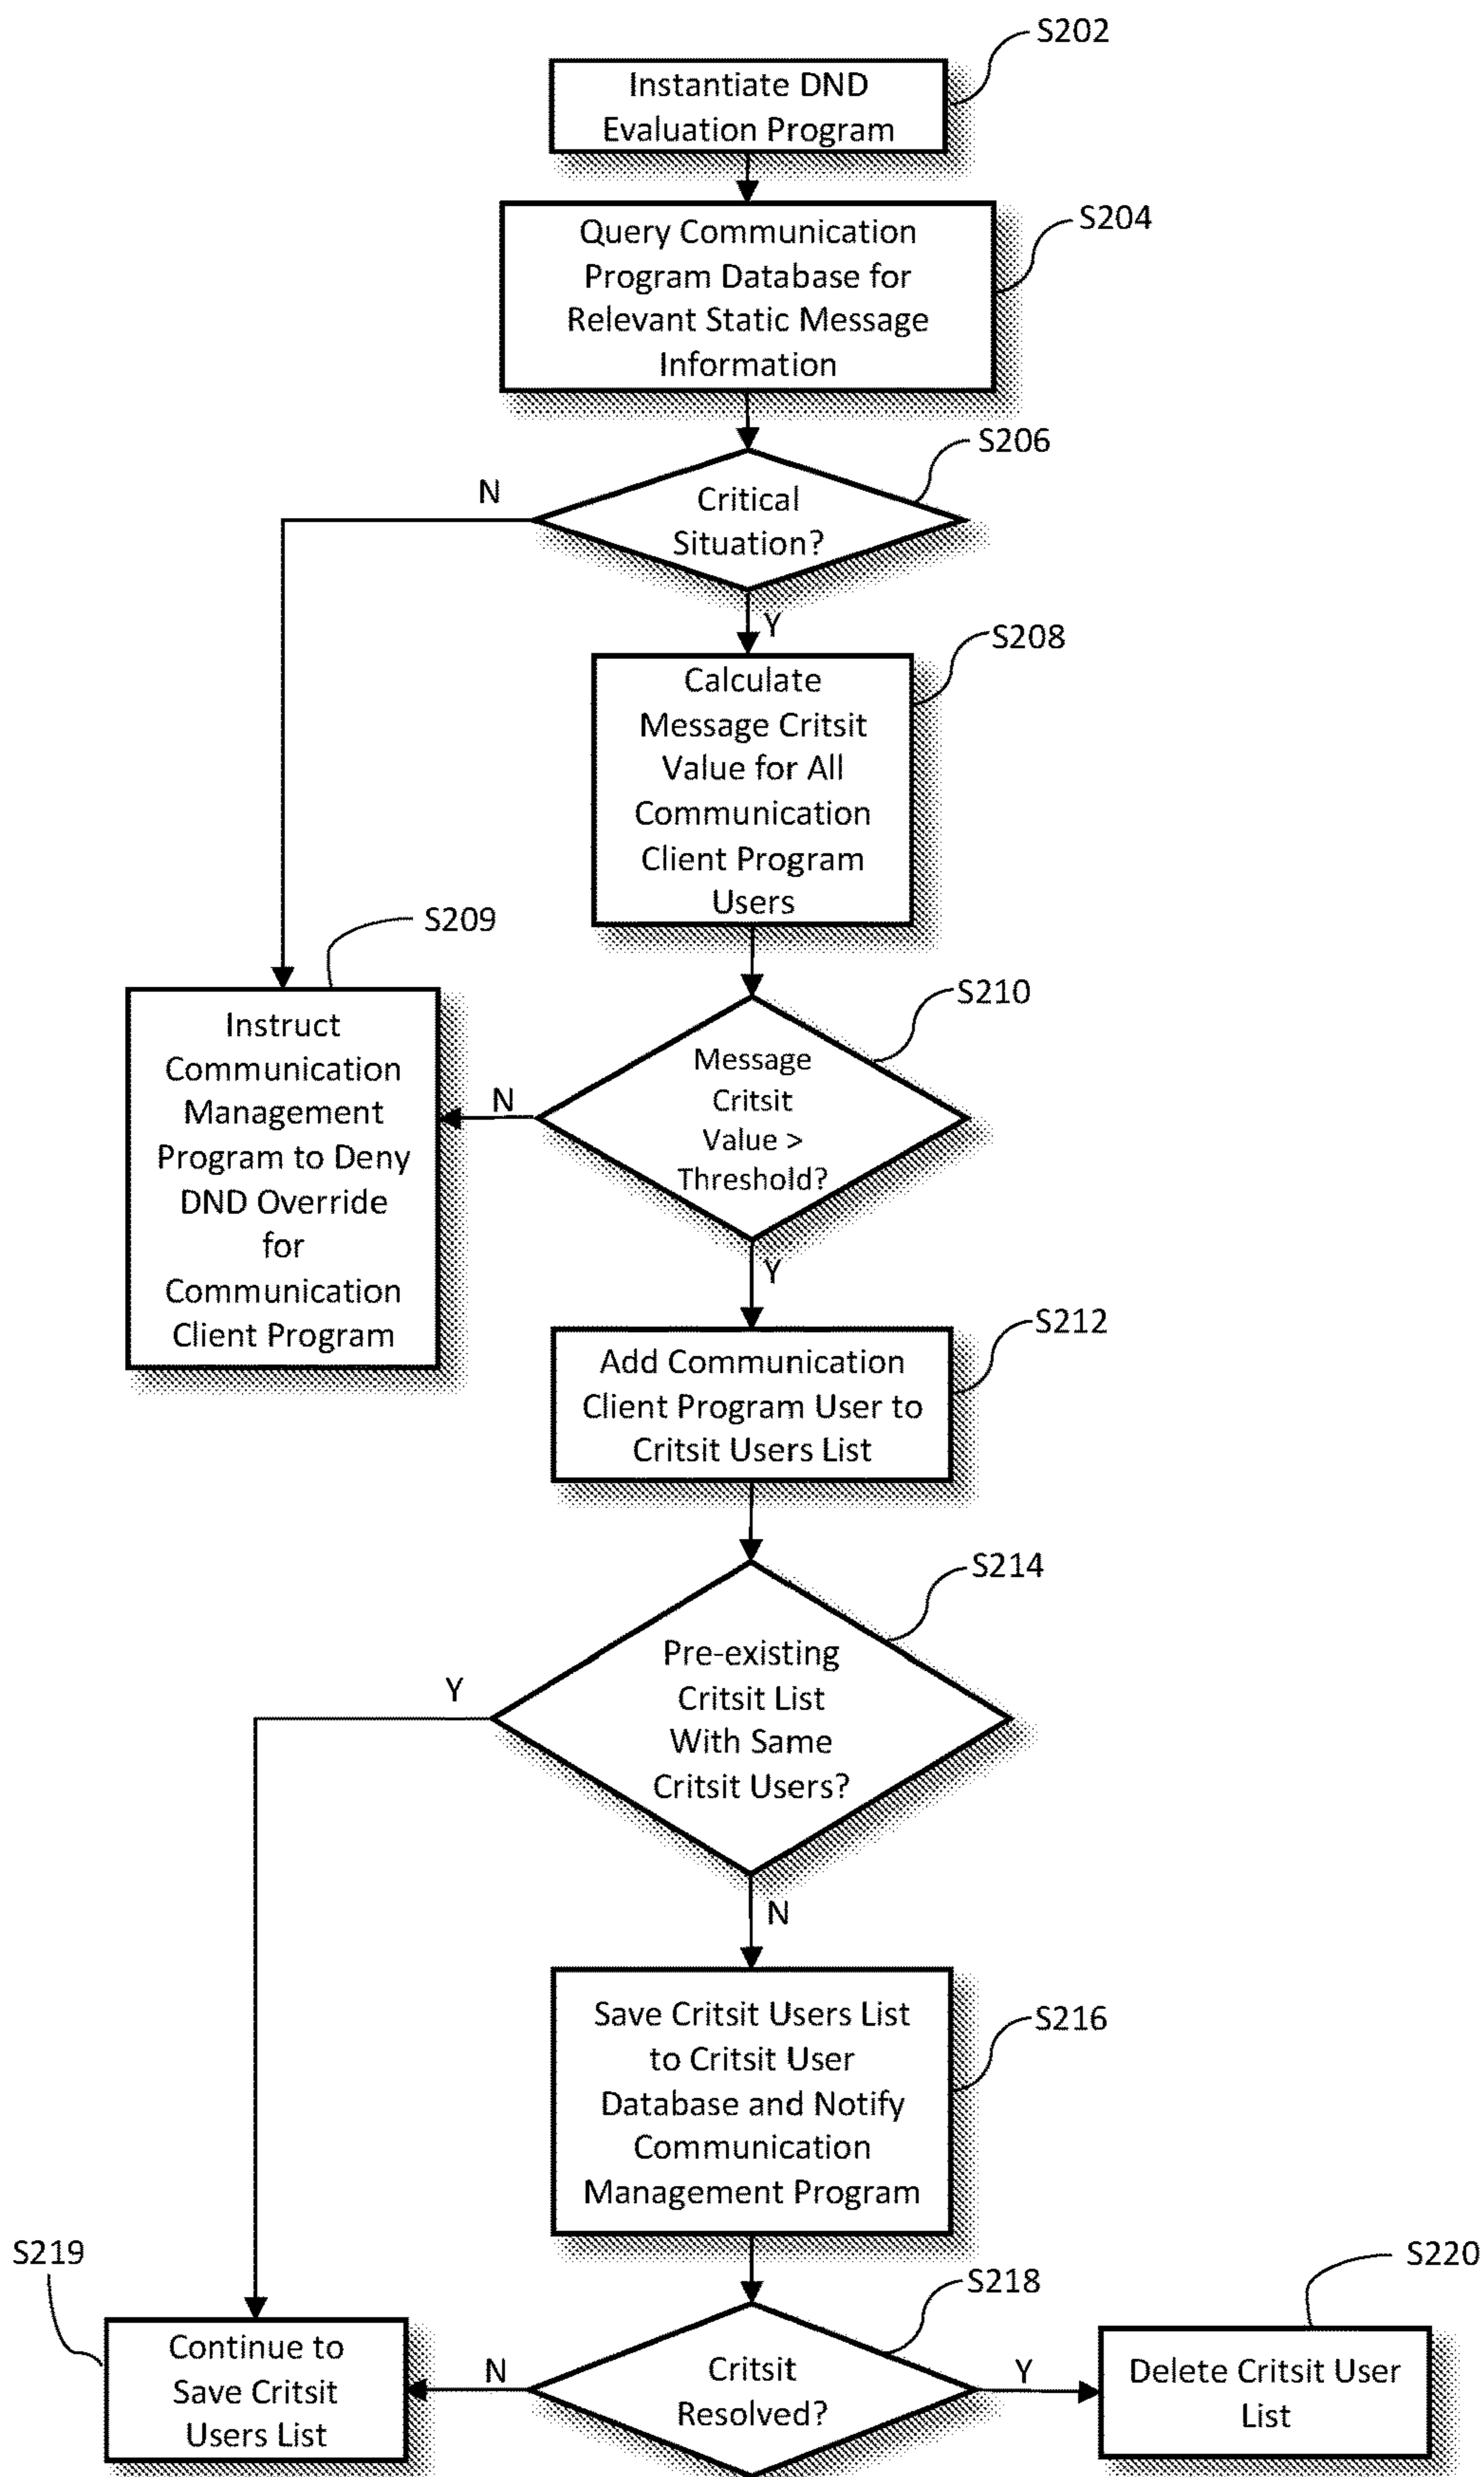 S202
Instantiate DND
Evaluation Program
S204
Query Communication
Program Database for
Relevant Static Message
Information
S206
Critical
Situation?
N
Y
S208
Calculate
Message Critsit
Value for All
Communication
Client Program
Users
S209
Instruct
Communication
Management
Program to Deny
DND Override
for
Communication
Client Program
S210
Message
Critsit
Value >
Threshold?
N
Y
S212
Add Communication
Client Program User to
Critsit Users List
S214
Pre-existing
Critsit List
With Same
Critsit Users?
Y
N
S216
Save Critsit Users List
to Critsit User
Database and Notify
Communication
Management Program
S219
Continue to
Save Critsit
Users List
N
S218
Critsit
Resolved?
Y
S220
Delete Critsit User
List